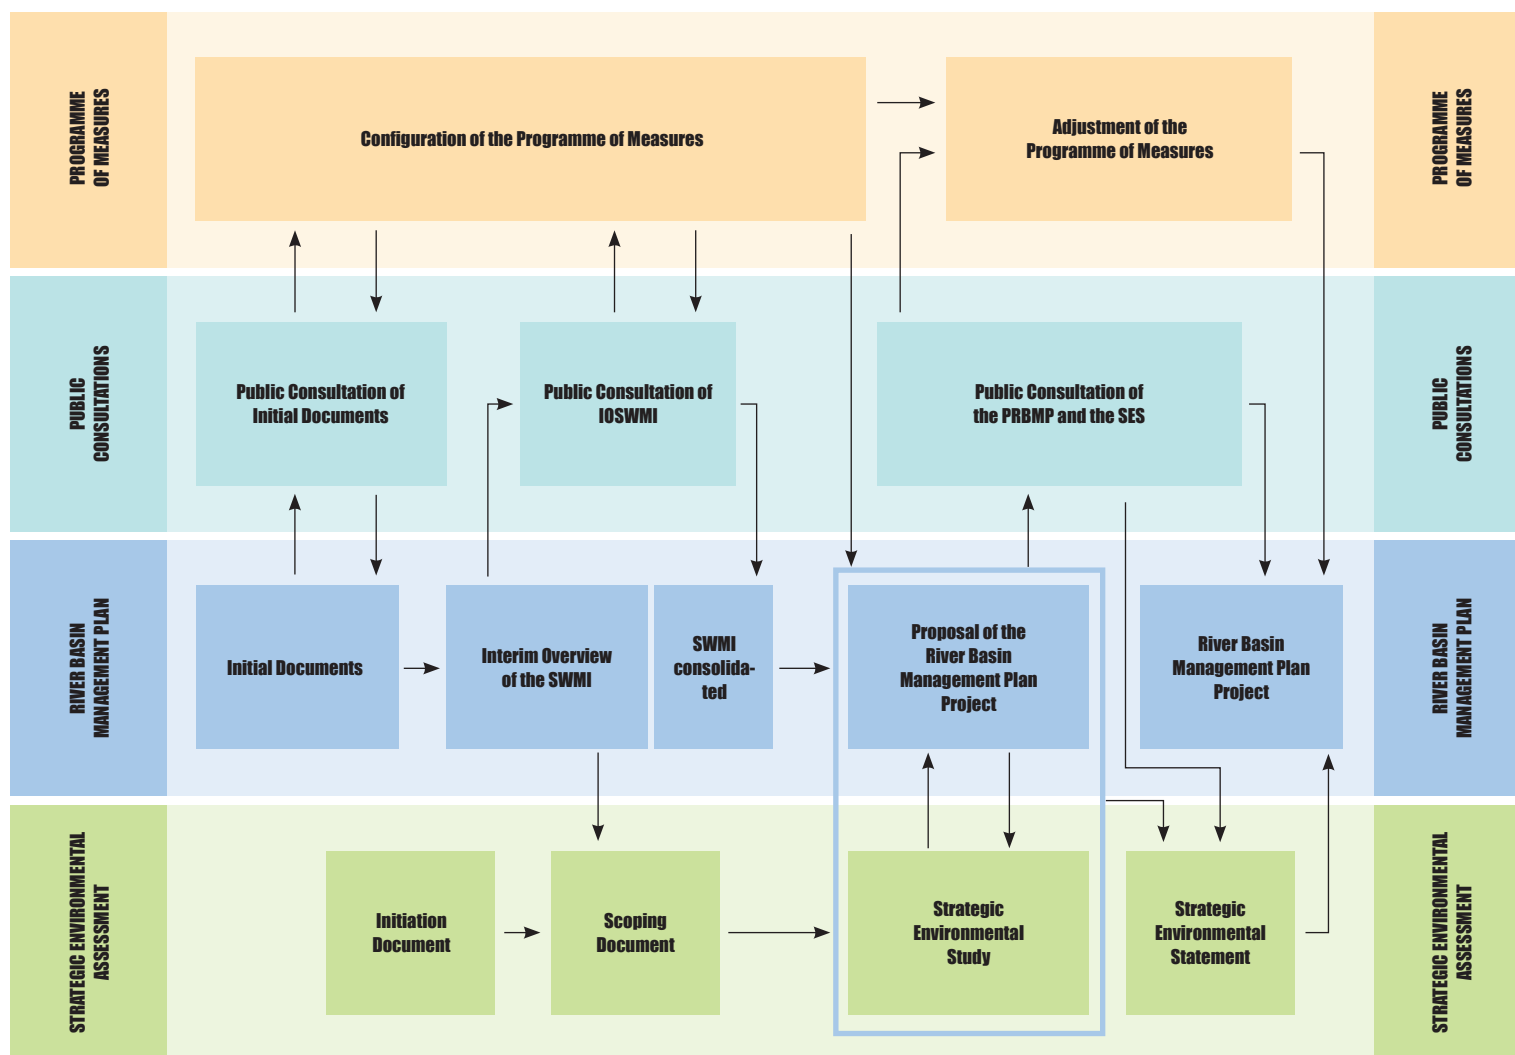 PROGRAMME
OF MEASURES
Configuration of the Programme of Measures
Adjustment of the
Programme of Measures
PROGRAMME
OF MEASURES
PUBLIC
CONSULTATIONS
Public Consultation of
Initial Documents
Public Consultation of
IOSWMI
Public Consultation of
the PRBMP and the SES
PUBLIC
CONSULTATIONS
RIVER BASIN
MANAGEMENT PLAN
Initial Documents
Interim Overview
of the SWMI
SWMI
consolida-
ted
Proposal of the
River Basin
Management Plan
Project
River Basin
Management Plan
Project
RIVER BASIN
MANAGEMENT PLAN
STRATEGIC ENVIRONMENTAL
ASSESSMENT
Initiation
Document
Scoping
Document
Strategic
Environmental
Study
Strategic
Environmental
Statement
STRATEGIC ENVIRONMENTAL
ASSESSMENT